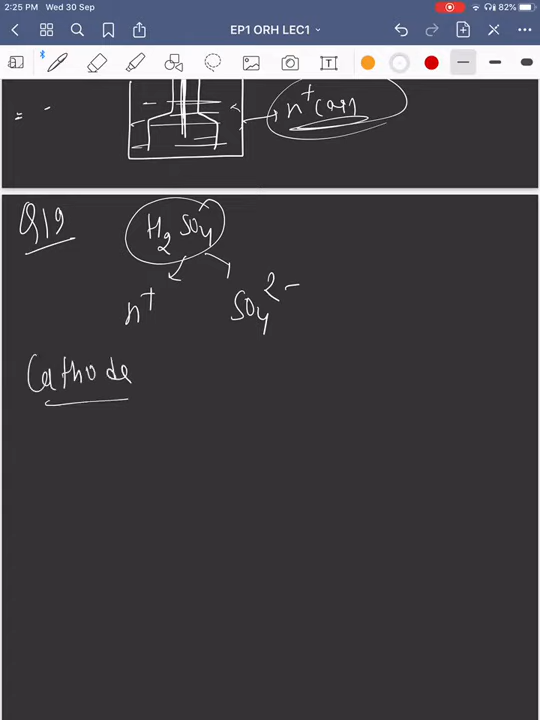 2:25 PM Wed 30 Sep
82%
EP1 ORH LEC1
T
=
n+(aq)
Q19
H2SO4
n+ SO4 2-
Cathode